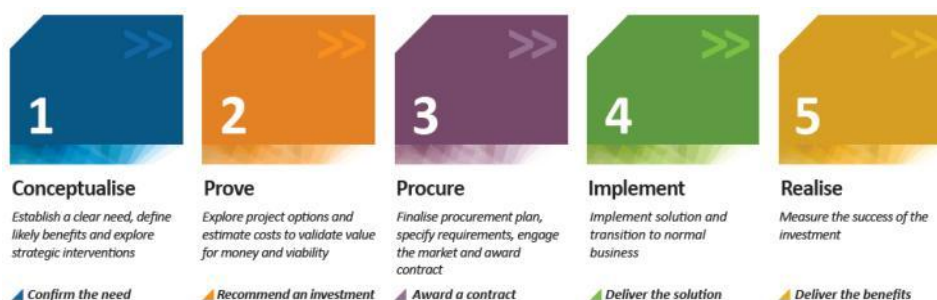 1
2
3
4
5
Conceptualise
Establish a clear need, define
likely benefits and explore
strategic interventions
Confirm the need
Prove
Explore project options and
estimate costs to validate value
for money and viability
Recommend an investment
Procure
Finalise procurement plan,
specify requirements, engage
the market and award
contract
Award a contract
Implement
Implement solution and
transition to normal
business
Deliver the solution
Realise
Measure the success of the
investment
Deliver the benefits